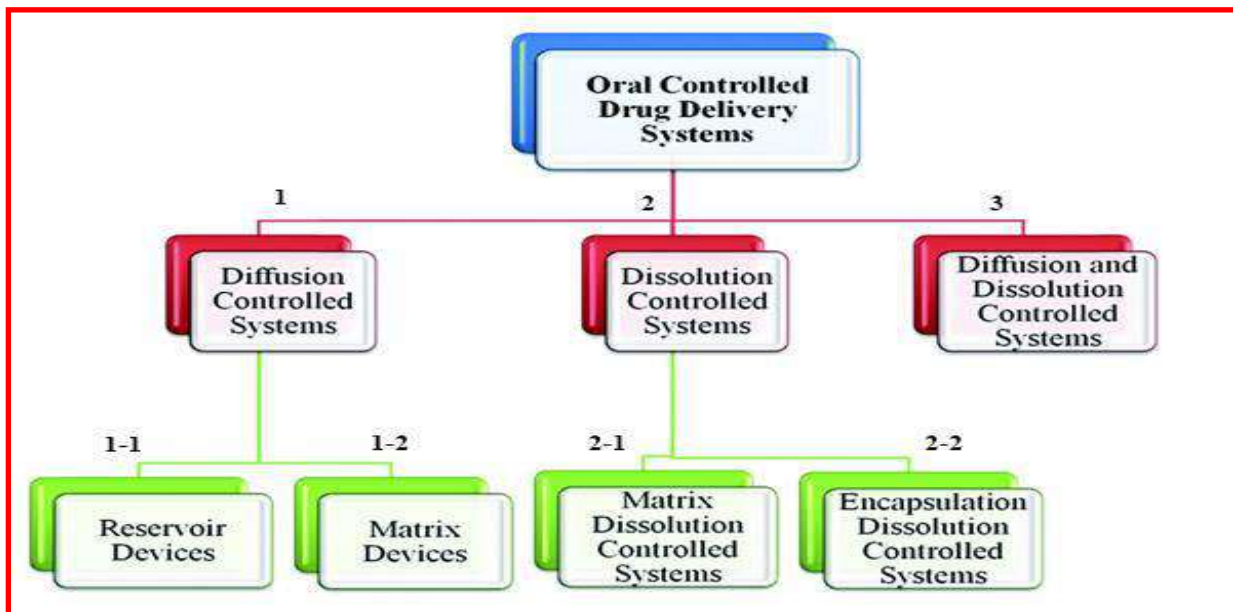 Oral Controlled
Drug Delivery
Systems
1
2
3
Diffusion
Controlled
Systems
Dissolution
Controlled
Systems
Diffusion and
Dissolution
Controlled
Systems
1-1
1-2
2-1
2-2
Reservoir
Devices
Matrix
Devices
Matrix
Dissolution
Controlled
Systems
Encapsulation
Dissolution
Controlled
Systems